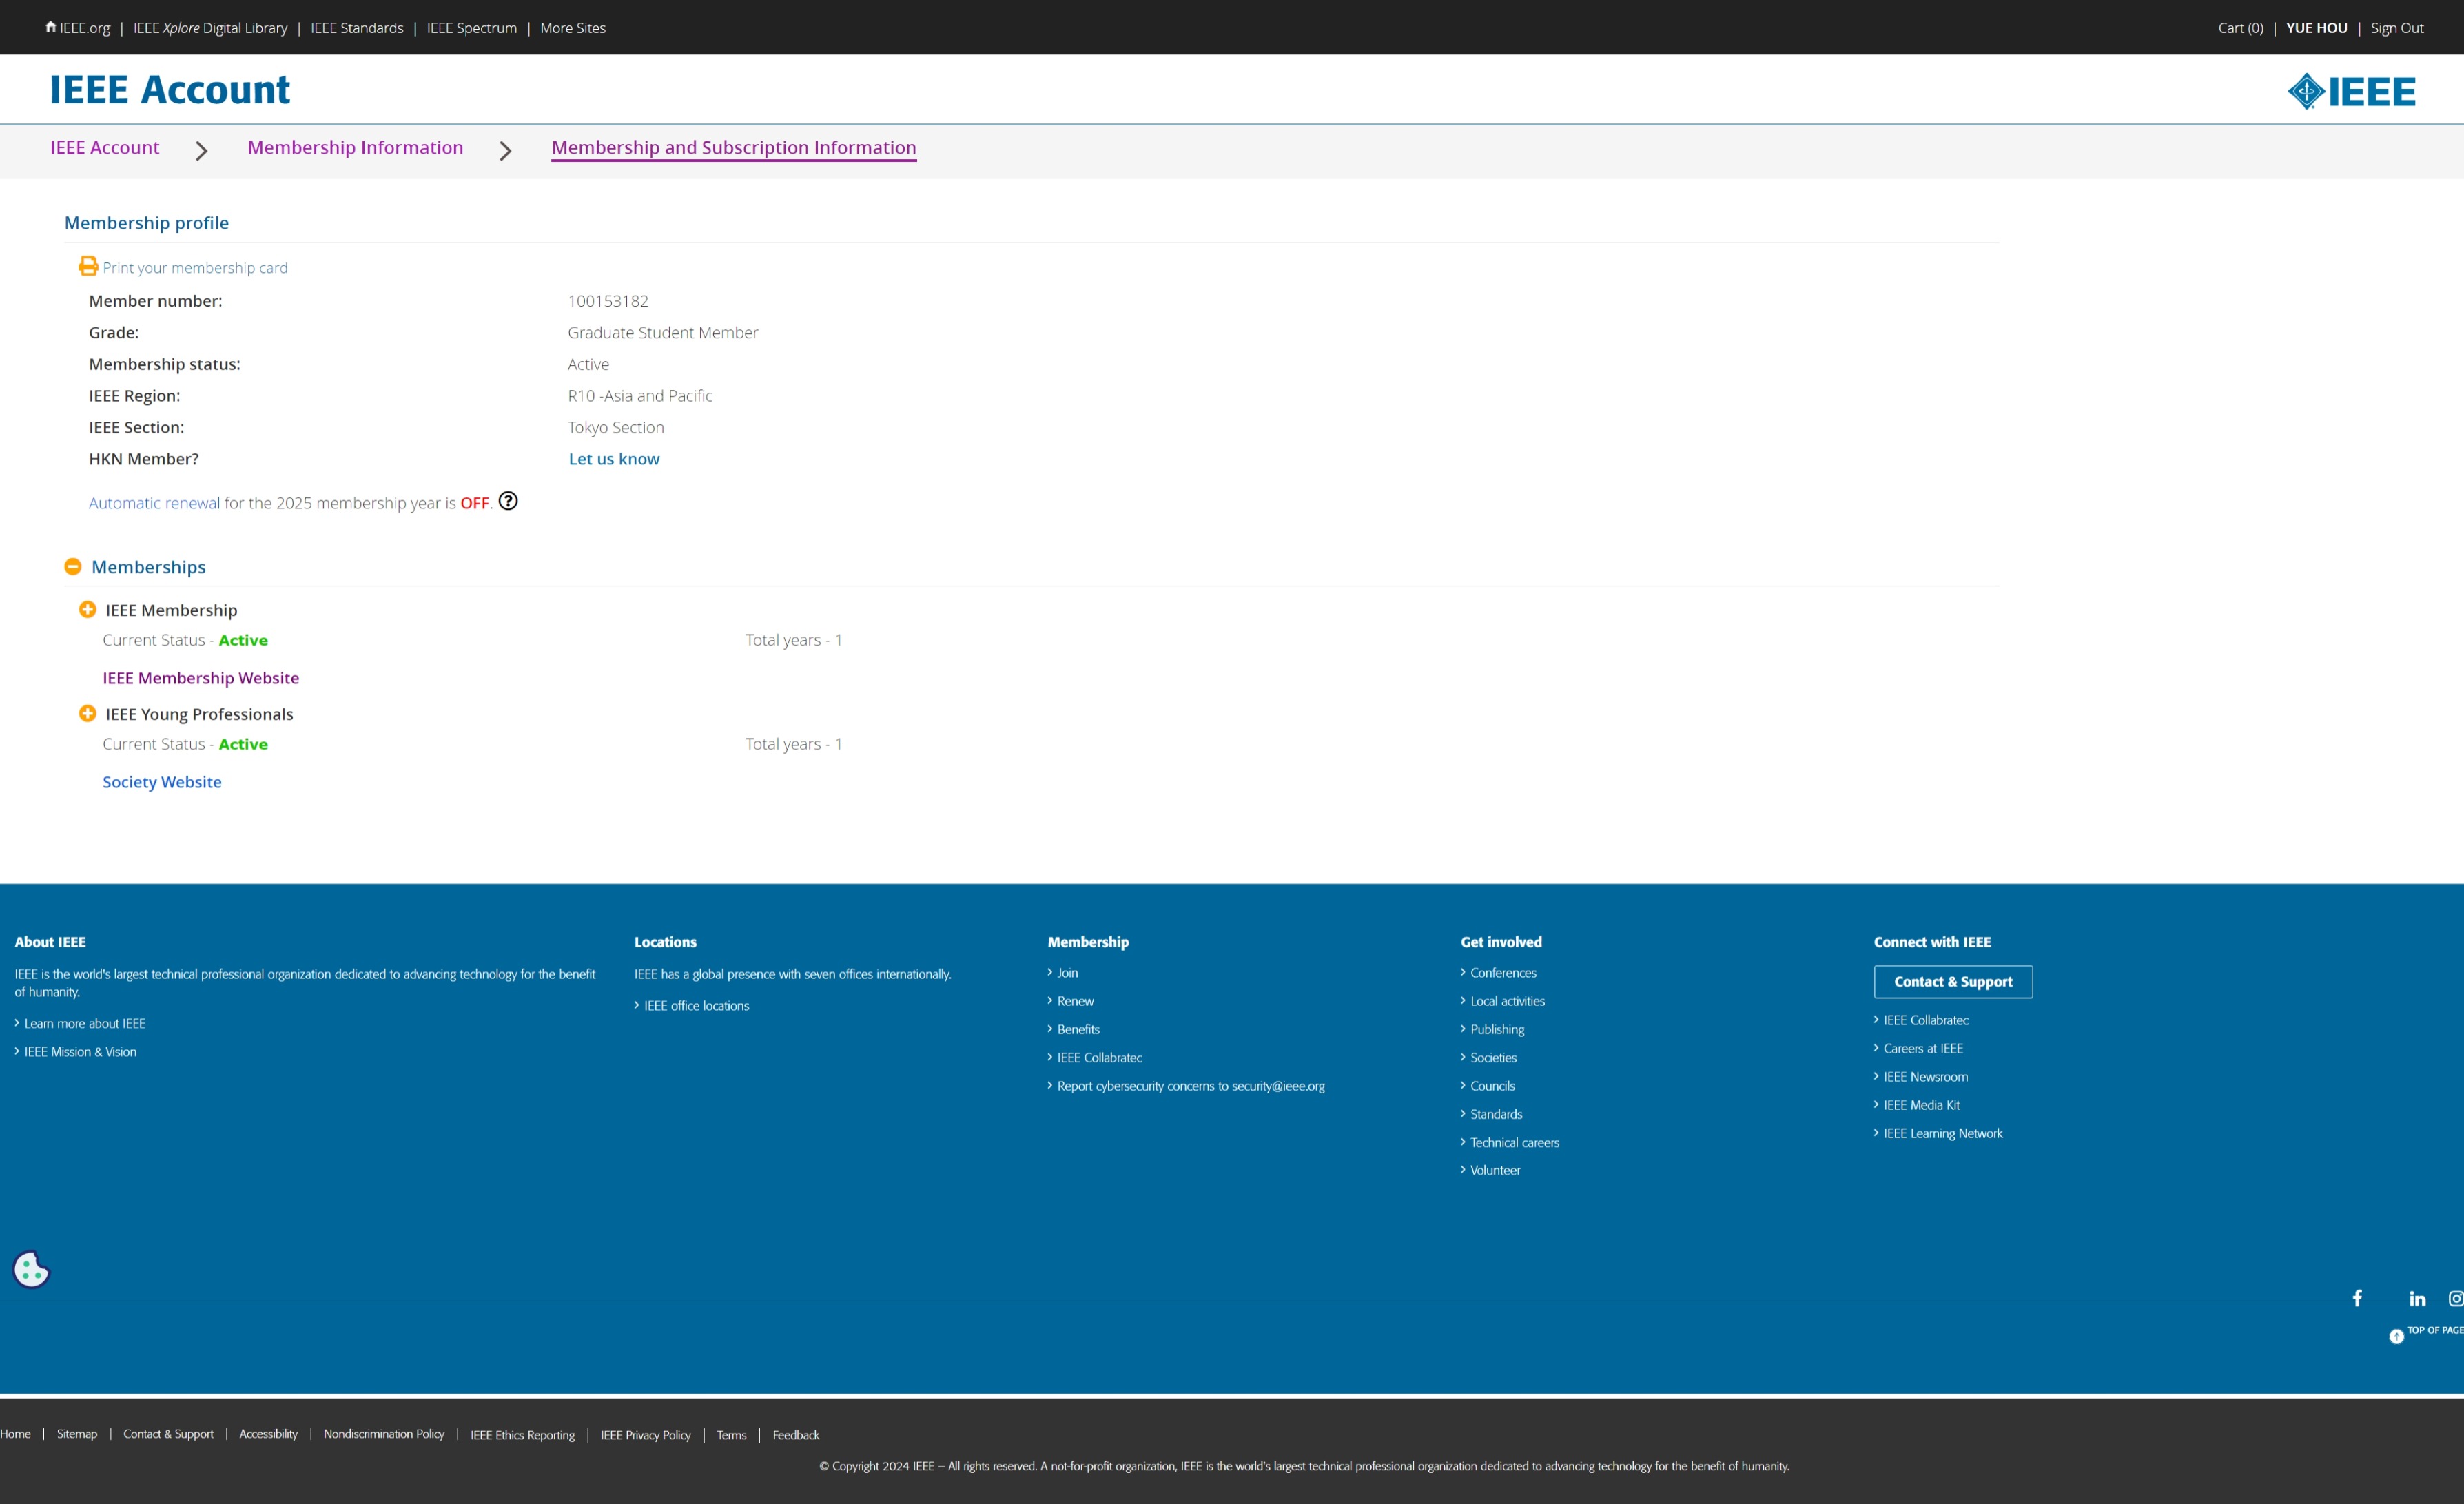 IEEE.org | IEEE Xplore Digital Library | IEEE Standards | IEEE Spectrum | More Sites
Cart (0) | YUE HOU | Sign Out
IEEE Account
IEEE
IEEE Account > Membership Information > Membership and Subscription Information
Membership profile
Print your membership card
Member number: 100153182
Grade: Graduate Student Member
Membership status: Active
IEEE Region: R10 -Asia and Pacific
IEEE Section: Tokyo Section
HKN Member? Let us know
Automatic renewal for the 2025 membership year is OFF.
Memberships
IEEE Membership
Current Status - Active Total years - 1
IEEE Membership Website
IEEE Young Professionals
Current Status - Active Total years - 1
Society Website
About IEEE
IEEE is the world's largest technical professional organization dedicated to advancing technology for the benefit
of humanity.
> Learn more about IEEE
> IEEE Mission & Vision
Locations
IEEE has a global presence with seven offices internationally.
> IEEE office locations
Membership
> Join
> Renew
> Benefits
> IEEE Collabratec
> Report cybersecurity concerns to security@ieee.org
Get involved
> Conferences
> Local activities
> Publishing
> Societies
> Councils
> Standards
> Technical careers
> Volunteer
Connect with IEEE
Contact & Support
> IEEE Collabratec
> Careers at IEEE
> IEEE Newsroom
> IEEE Media Kit
> IEEE Learning Network
TOP OF PAGE
Home | Sitemap | Contact & Support | Accessibility | Nondiscrimination Policy | IEEE Ethics Reporting | IEEE Privacy Policy | Terms | Feedback
© Copyright 2024 IEEE – All rights reserved. A not-for-profit organization, IEEE is the world's largest technical professional organization dedicated to advancing technology for the benefit of humanity.